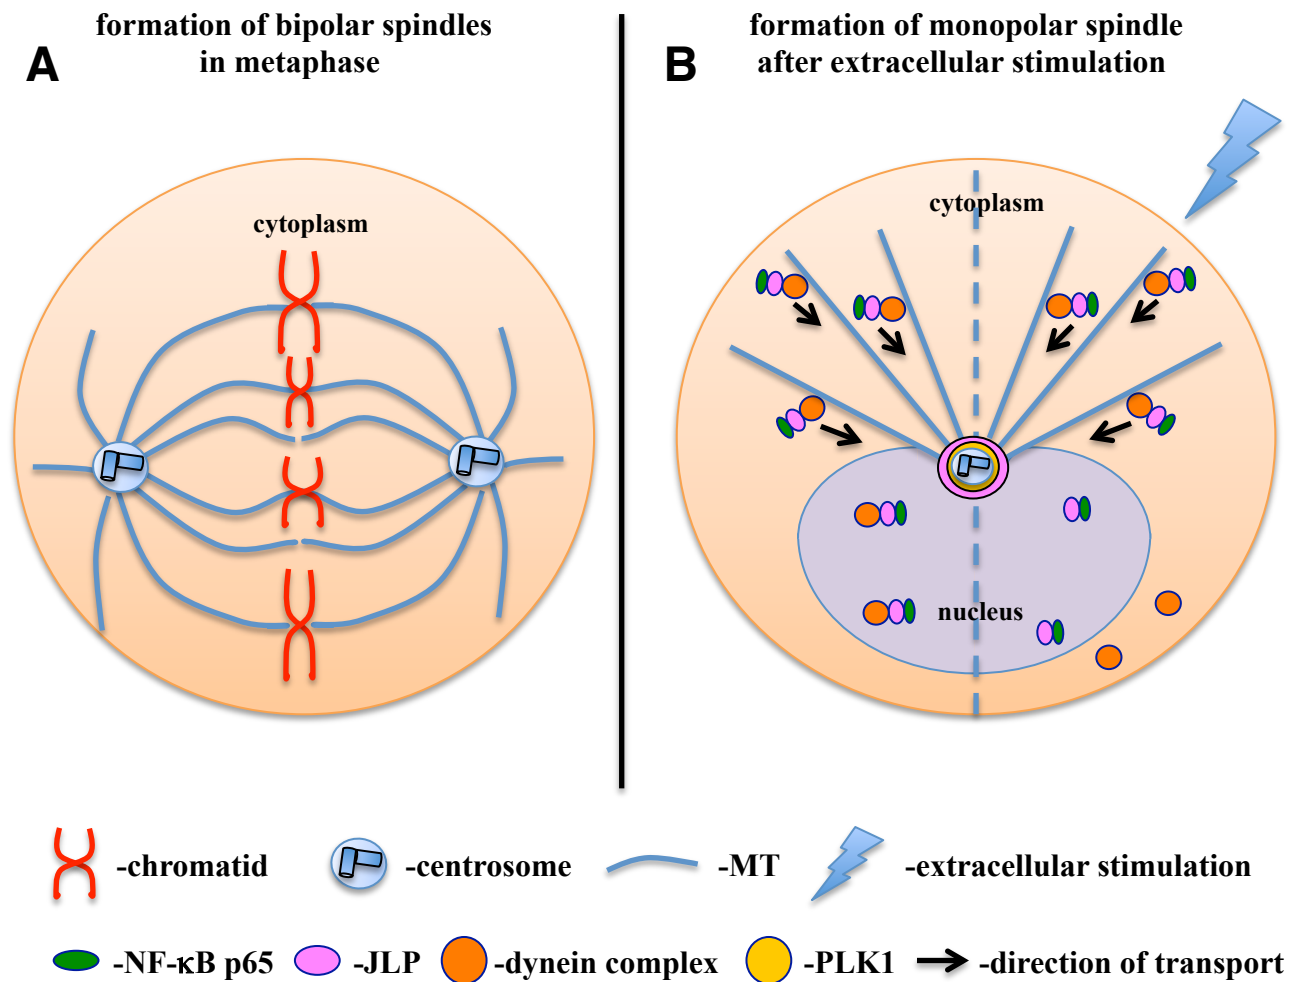 formation of bipolar spindles
in metaphase
A
cytoplasm
formation of monopolar spindle
after extracellular stimulation
B
cytoplasm
nucleus
-chromatid
-centrosome
-MT
-extracellular stimulation
-NF-κB p65
-JLP
-dynein complex
-PLK1
-direction of transport